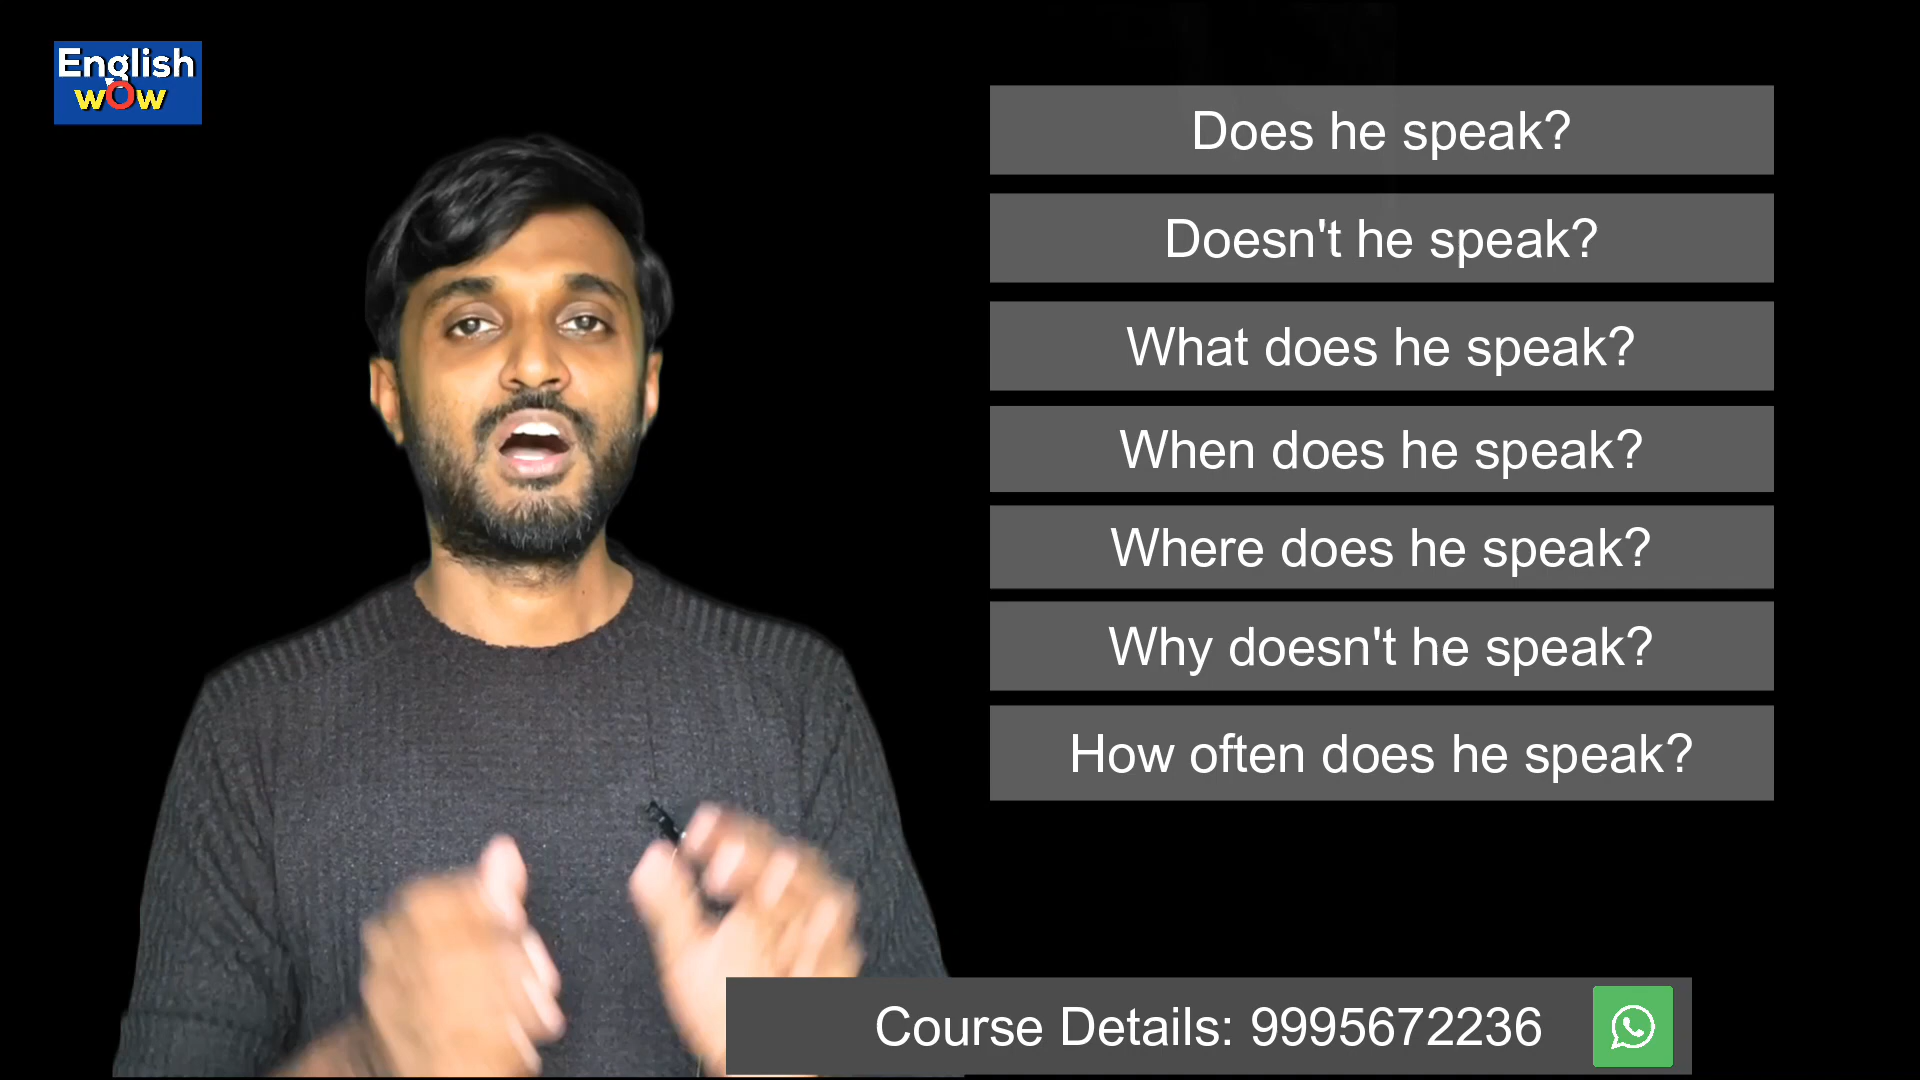 English
wOw
Does he speak?
Doesn't he speak?
What does he speak?
When does he speak?
Where does he speak?
Why doesn't he speak?
How often does he speak?
Course Details: 9995672236